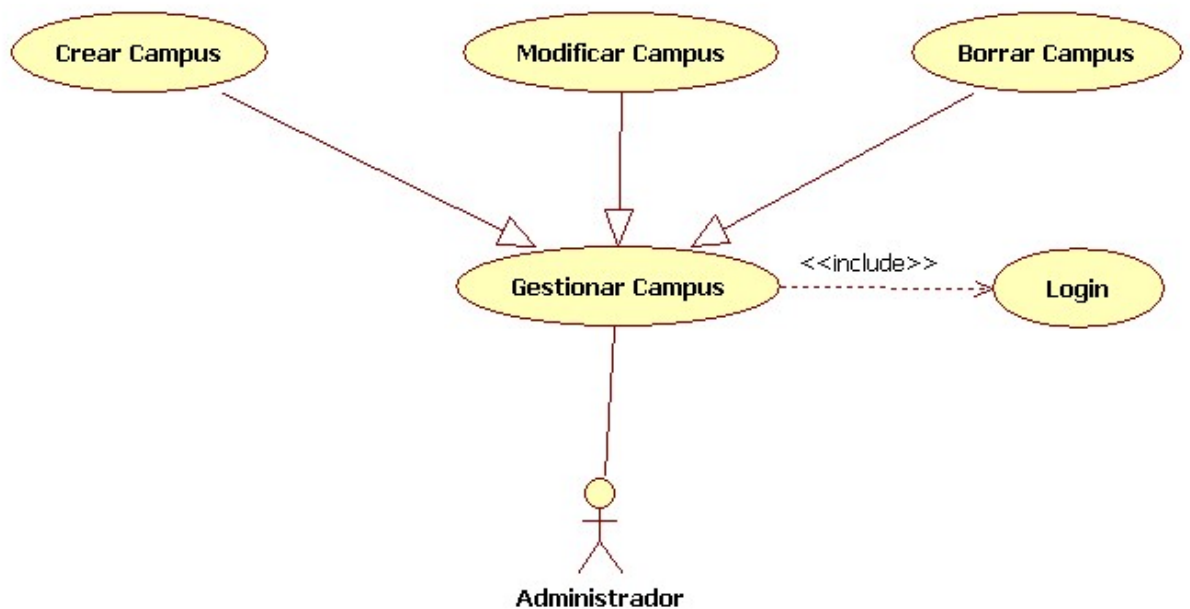 Crear Campus
Modificar Campus
Borrar Campus
<<include>>
Gestionar Campus
Login
Administrador